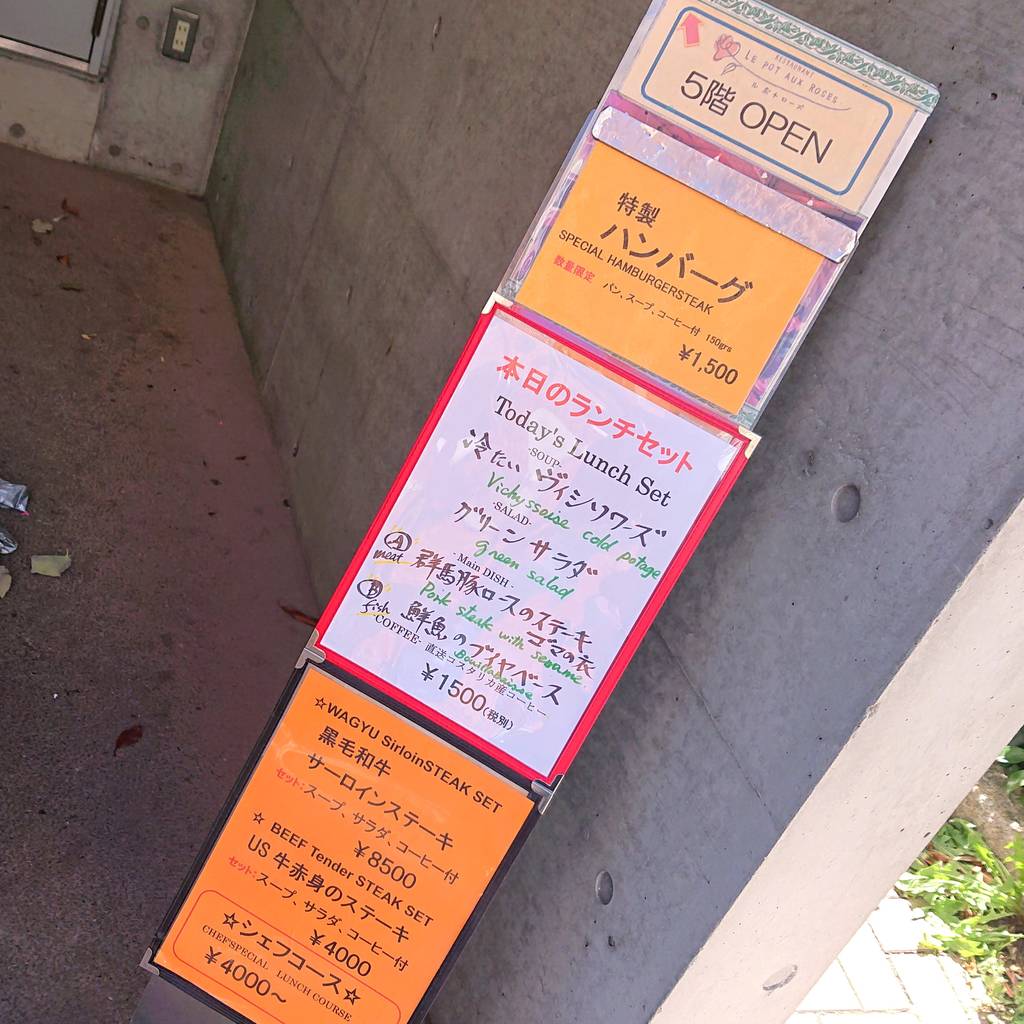 RESTAURANT
LE POT AUX ROSES
ル ポットローズ
5階 OPEN
特製
ハンバーグ
SPECIAL HAMBURGERSTEAK
数量限定 パン、スープ、コーヒー付 150grs
¥1,500
本日のランチセット
Today's Lunch Set
-SOUP-
冷たい ヴィシソワーズ
Vichysseise cold potage
-SALAD-
グリーン サラダ
green salad
-Main DISH-
Ⓐ meat 群馬豚ロースのステーキ
ゴマの衣
Pork steak with sesame
Ⓑ fish 鮮魚のブイヤベース
Bouillabaisse
-COFFEE- 直送コスタリカ産コーヒー
¥1500(税別)
☆WAGYU SirloinSTEAK SET
黒毛和牛
サーロインステーキ
セット:スープ、サラダ、コーヒー付
¥8500
☆ BEEF Tender STEAK SET
US 牛赤身のステーキ
セット:スープ、サラダ、コーヒー付
¥4000
☆シェフコース☆
CHEF'SPECIAL LUNCH COURSE
¥4000~